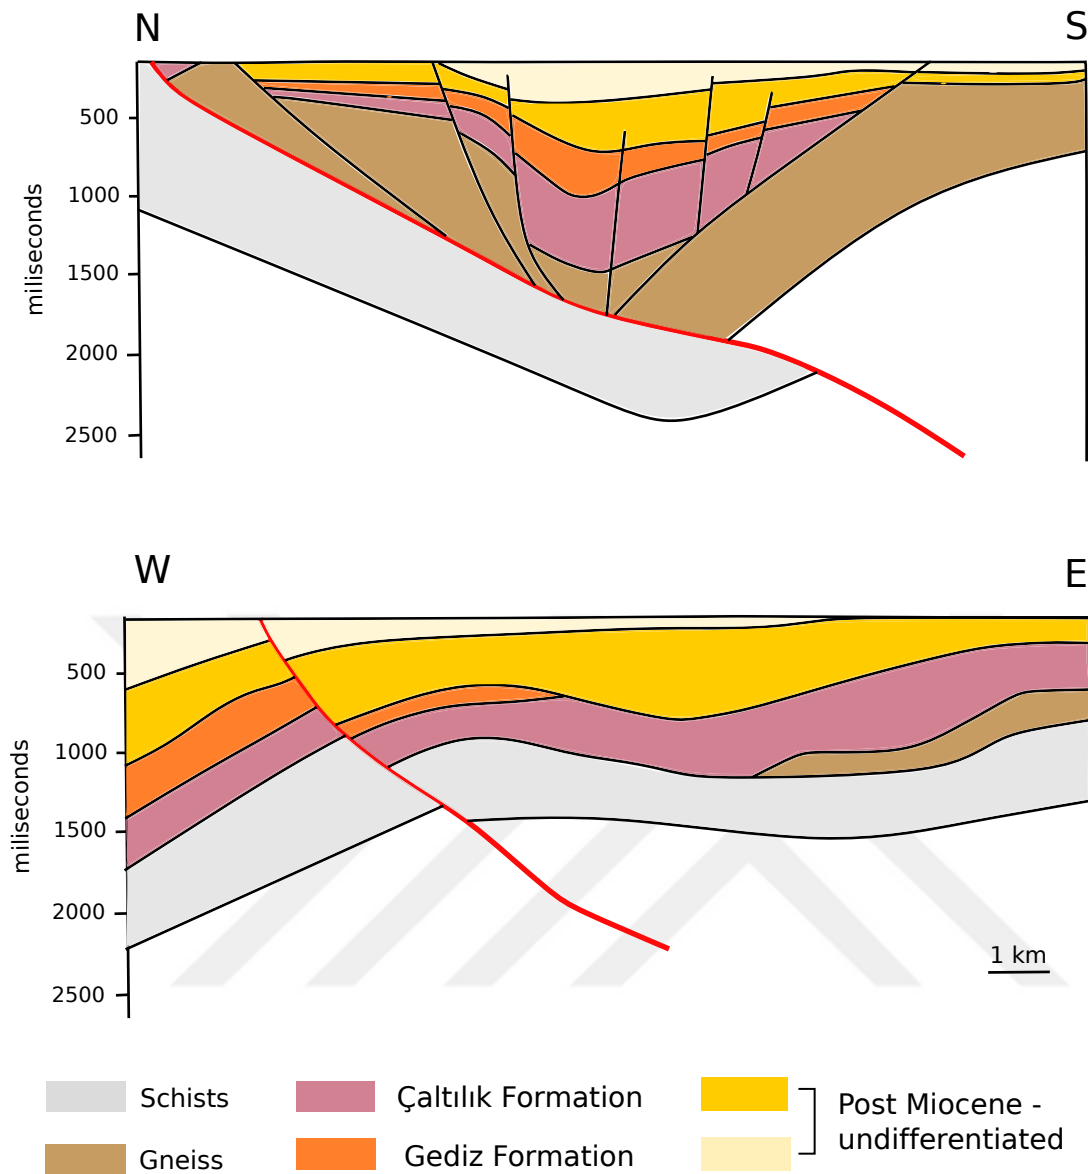 N S
500
1000
1500
2000
2500
miliseconds
W E
500
1000
1500
2000
2500
miliseconds
1 km
Schists
Çaltılık Formation
Gneiss
Gediz Formation
Post Miocene -
undifferentiated